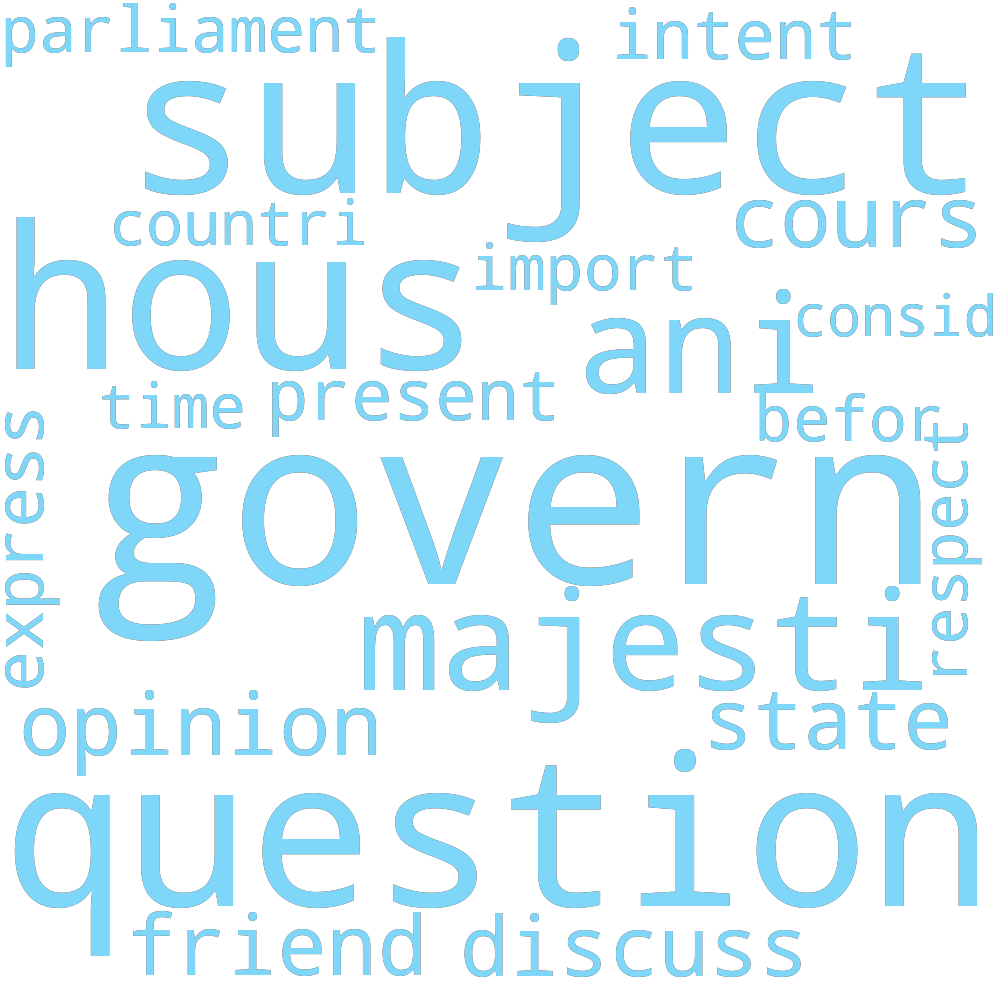 parliament
intent
subject
countri
cours
hous
import
ani
consid
time
present
befor
express
govern
respect
majesti
opinion
state
question
friend
discuss